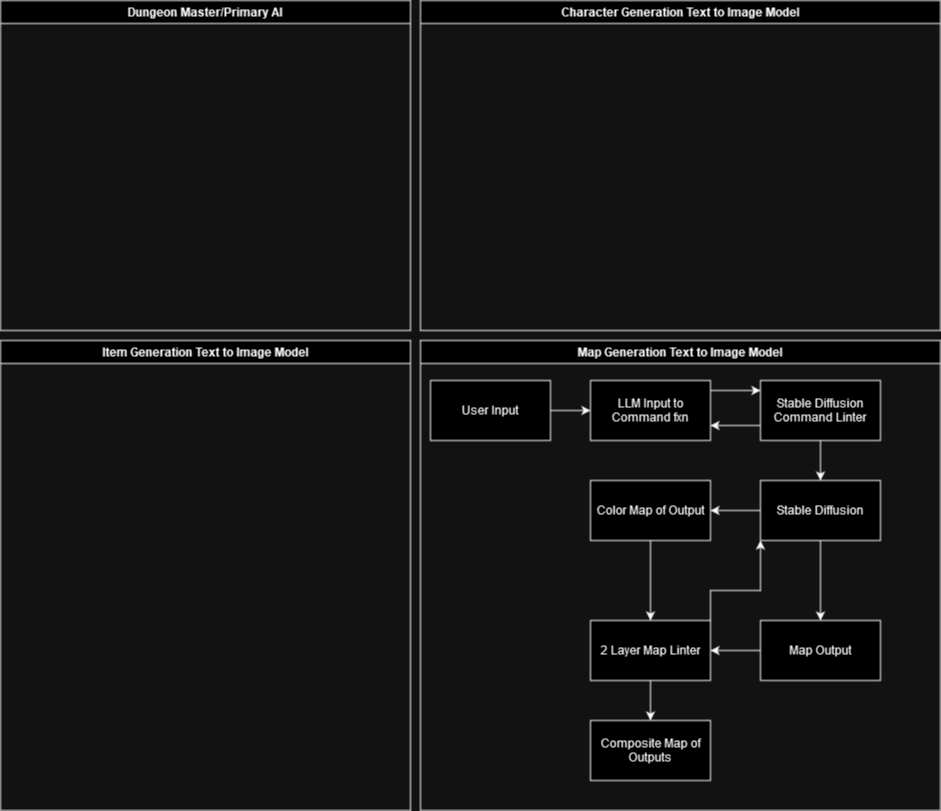 Dungeon Master/Primary AI
Character Generation Text to Image Model
Item Generation Text to Image Model
Map Generation Text to Image Model
User Input
LLM Input to
Command fxn
Stable Diffusion
Command Linter
Color Map of Output
Stable Diffusion
2 Layer Map Linter
Map Output
Composite Map of
Outputs